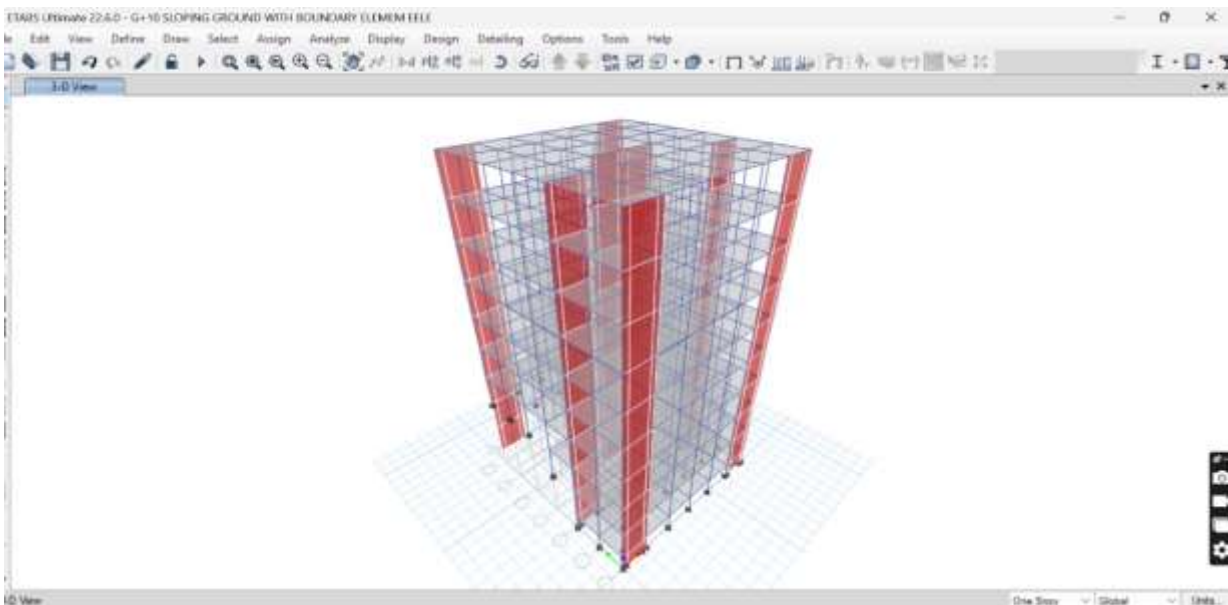 ETABS Ultimate 22.6.0 - G+10 SLOPING GROUND WITH BOUNDARY ELEMEM EELE
Edit View Define Draw Select Assign Analyze Display Design Detailing Options Tools Help
3-D View
View One Story Global Units